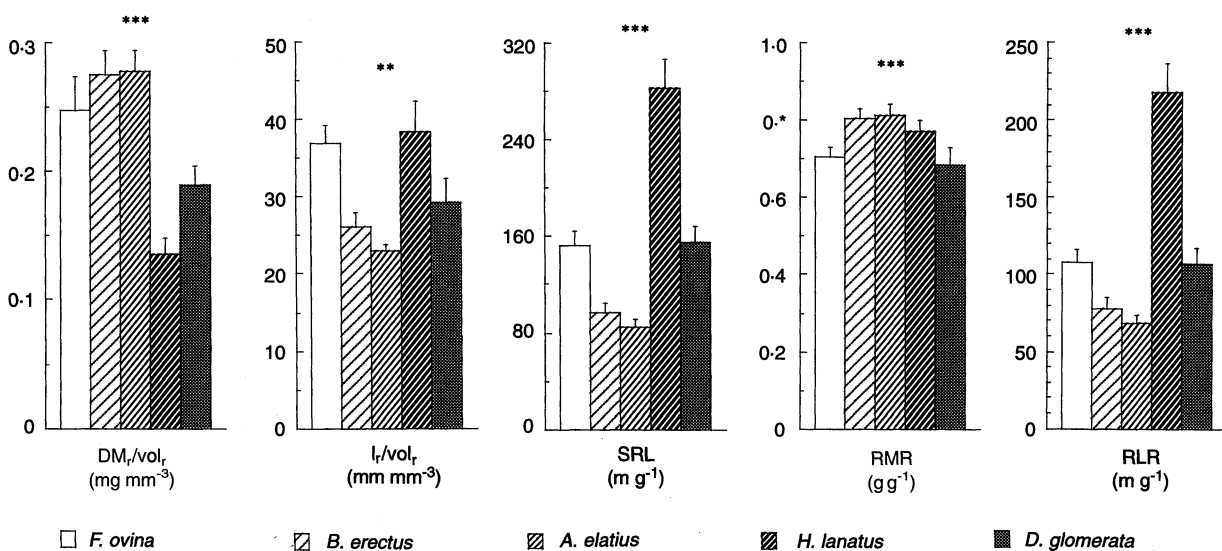 *** ** *** *** ***
0·3 50 320 1·0 250
40 240 0·* 200
0·2 30 0·6 150
160
20 0·4 100
0·1 80
10 0·* 50
0 0 0 0 0
DMr/volr lr/volr SRL RMR RLR
(mg mm⁻³) (mm mm⁻³) (m g⁻¹) (g g⁻¹) (m g⁻¹)
F. ovina B. erectus A. elatius H. lanatus D. glomerata